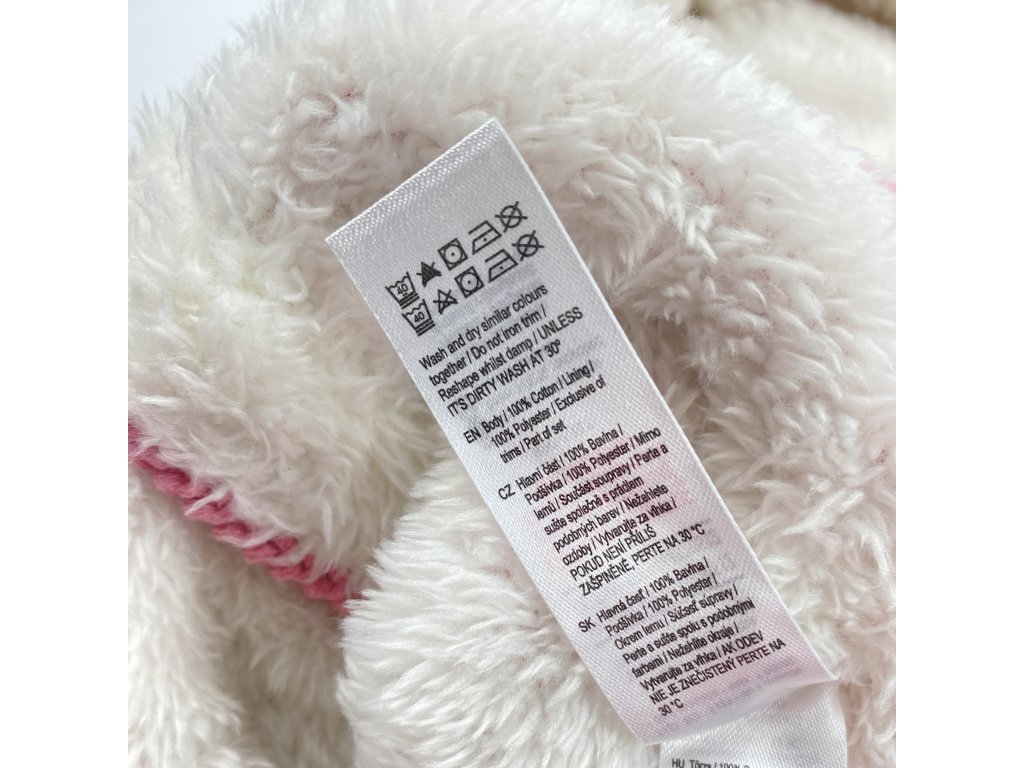 40
40
Wash and dry similar colours
together / Do not iron trim /
Reshape whilst damp / UNLESS
IT'S DIRTY WASH AT 30°
EN Body / 100% Cotton / Lining /
100% Polyester / Exclusive of
trims / Part of set
CZ Hlavní část / 100% Bavlna /
Podšívka / 100% Polyester / Mimo
lemů / Součást soupravy / Perte a
sušte společně s prádlem
podobných barev / Nežehlete
ozdoby / Vytvarujte za vlhka /
POKUD NENÍ PŘÍLIŠ
ZAŠPINĚNÉ, PERTE NA 30 °C
SK Hlavná časť / 100% Bavlna /
Podšívka / 100% Polyester /
Okrem lemu / Súčasť súpravy /
Perte a sušte spolu s podobnými
farbami / Nežehlite okraje /
Vytvarujte za vlhka / AK ODEV
NIE JE ZNEČISTENÝ PERTE NA
30 °C
HU Törzs / 100%